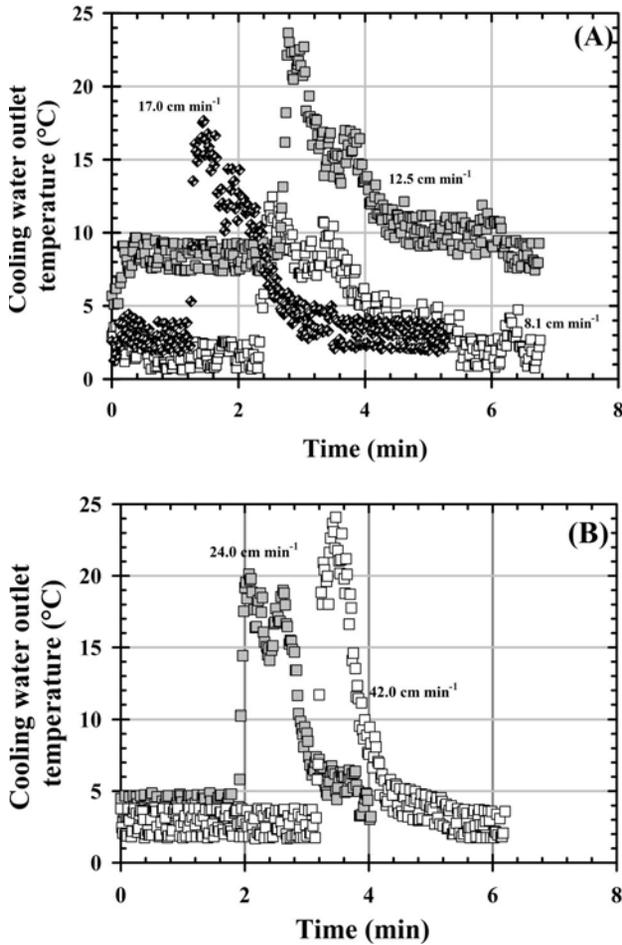 (A)
Cooling water outlet
temperature (°C)
25
20
15
10
5
0
17.0 cm min⁻¹
12.5 cm min⁻¹
8.1 cm min⁻¹
0 2 4 6 8
Time (min)
(B)
Cooling water outlet
temperature (°C)
25
20
15
10
5
0
24.0 cm min⁻¹
42.0 cm min⁻¹
0 2 4 6 8
Time (min)